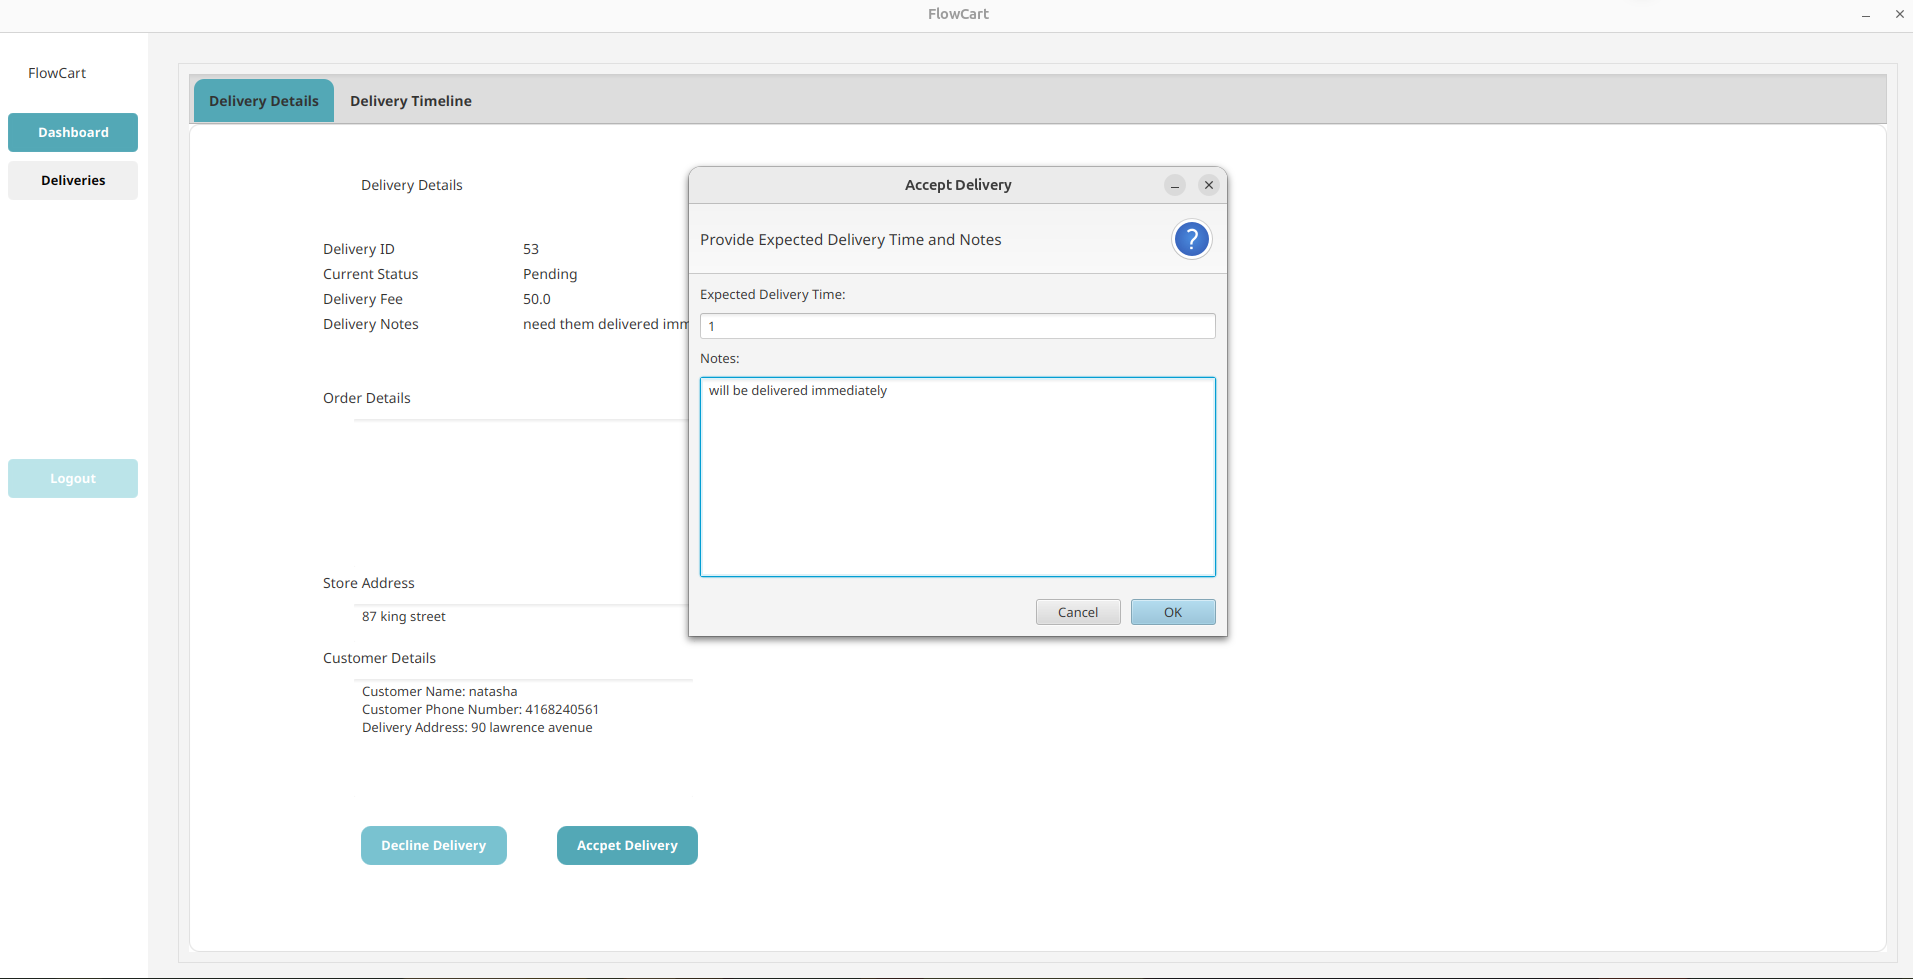 FlowCart
FlowCart
Dashboard
Deliveries
Logout
Delivery Details
Delivery Timeline
Delivery Details
Delivery ID 53
Current Status Pending
Delivery Fee 50.0
Delivery Notes need them delivered
Order Details
Store Address
87 king street
Customer Details
Customer Name: natasha
Customer Phone Number: 4168240561
Delivery Address: 90 lawrence avenue
Decline Delivery
Accpet Delivery
Accept Delivery
Provide Expected Delivery Time and Notes
?
Expected Delivery Time:
1
Notes:
will be delivered immediately
Cancel
OK